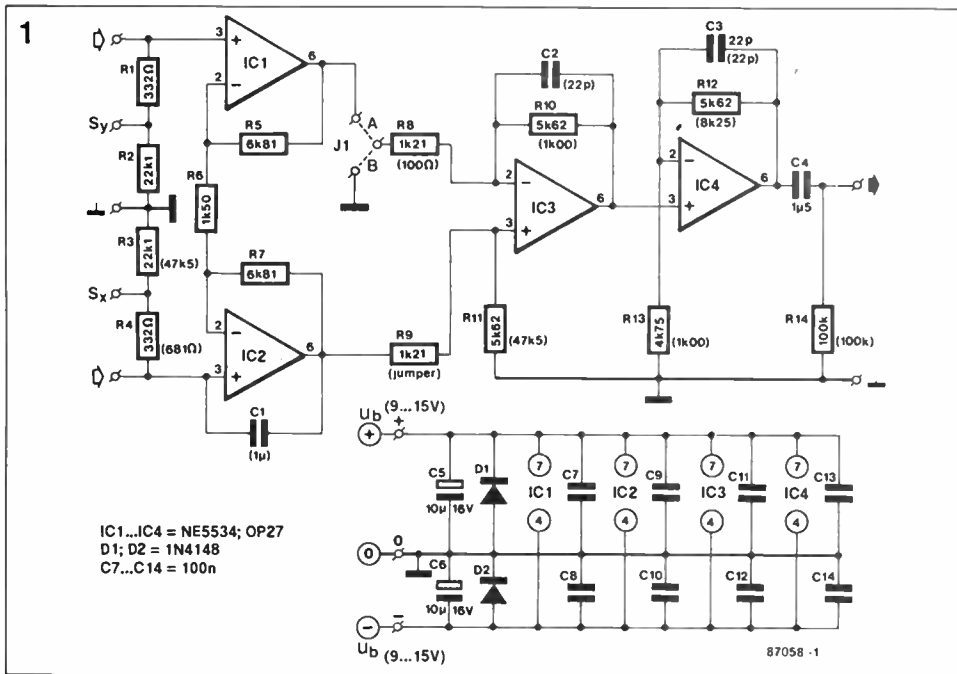 1
3
+
IC1
6
2
−
R1
332Ω
Sy
R2
22k1
R5
6k81
R6
1k50
R3
22k1
(47k5)
R7
6k81
Sx
R4
332Ω
(681Ω)
2
−
IC2
6
3
+
C1
(1µ)
A
J1
B
R8
1k21
(100Ω)
R9
1k21
(jumper)
C2
(22p)
R10
5k62
(1k00)
2
−
IC3
6
3
+
R11
5k62
(47k5)
C3
22p
(22p)
R12
5k62
(8k25)
2
−
IC4
6
3
+
C4
1µ5
R13
4k75
(1k00)
R14
100k
(100k)
Ub (9...15V)
+
+
C5
10µ 16V
D1
7
IC1
4
C7
7
IC2
4
C9
7
IC3
4
C11
7
IC4
4
C13
0
0
C6
10µ 16V
D2
C8
C10
C12
C14
−
−
Ub (9...15V)
IC1...IC4 = NE5534; OP27
D1; D2 = 1N4148
C7...C14 = 100n
87058 -1